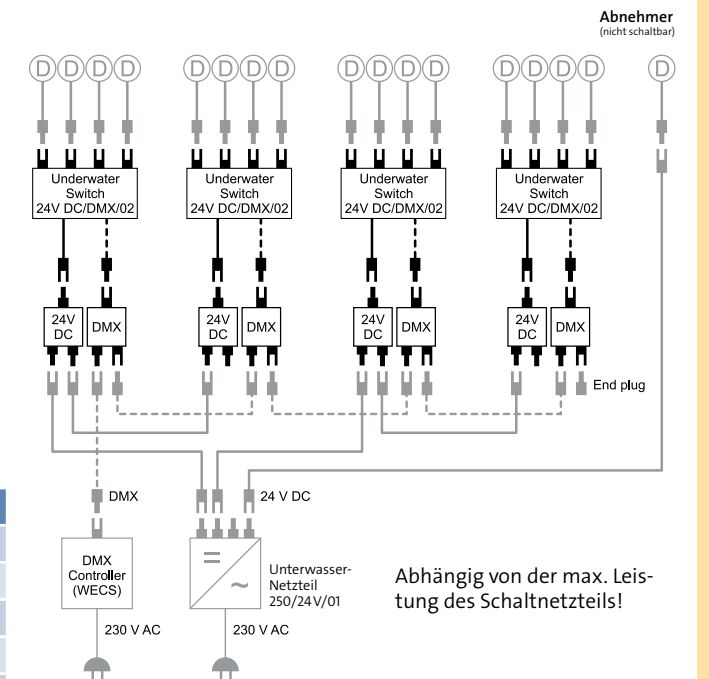 Abnehmer
(nicht schaltbar)
D D D D D D D D D D D D D D D D D
Underwater
Switch
24V DC/DMX/02
Underwater
Switch
24V DC/DMX/02
Underwater
Switch
24V DC/DMX/02
Underwater
Switch
24V DC/DMX/02
24V
DC
DMX
24V
DC
DMX
24V
DC
DMX
24V
DC
DMX
End plug
DMX
24 V DC
DMX
Controller
(WECS)
=
~
Unterwasser-
Netzteil
250/24V/01
Abhängig von der max. Leis-
tung des Schaltnetzteils!
230 V AC
230 V AC